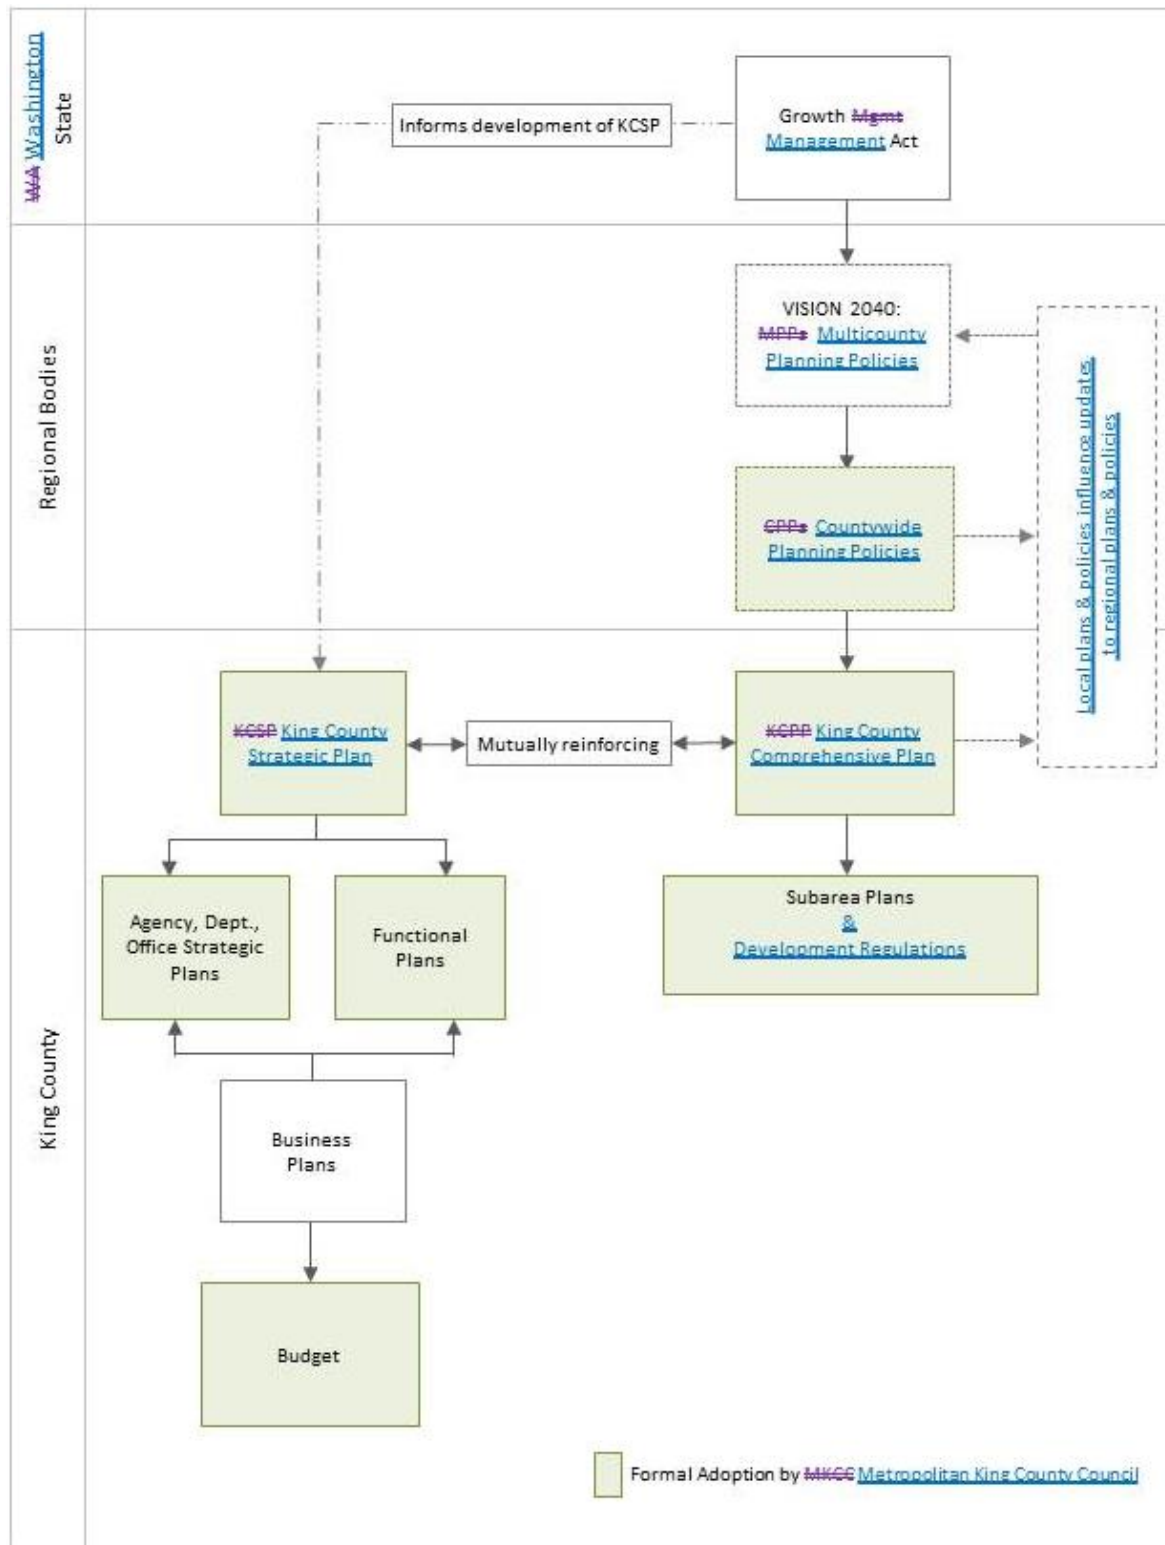 WA Washington
State
Informs development of KCSP
Growth Mgmt
Management Act
Regional Bodies
VISION 2040:
MPPs Multicounty
Planning Policies
CPPs Countywide
Planning Policies
Local plans & policies influence updates
to regional plans & policies
King County
KCSP King County
Strategic Plan
Mutually reinforcing
KCPP King County
Comprehensive Plan
Agency, Dept.,
Office Strategic
Plans
Functional
Plans
Subarea Plans
&
Development Regulations
Business
Plans
Budget
Formal Adoption by MKCC Metropolitan King County Council